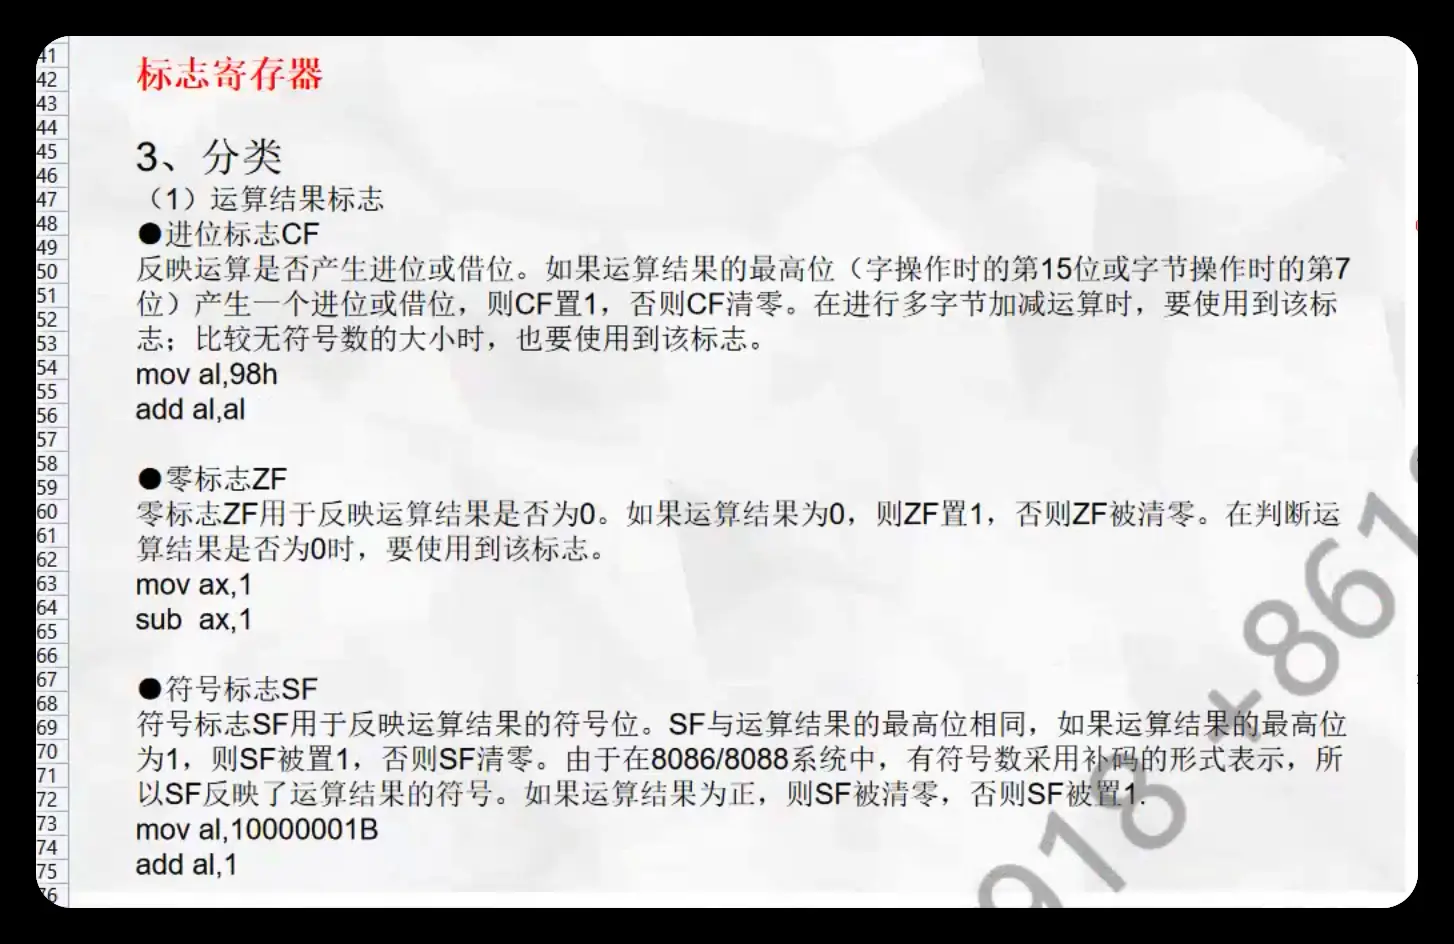 标志寄存器
3、分类
（1）运算结果标志
●进位标志CF
反映运算是否产生进位或借位。如果运算结果的最高位（字操作时的第15位或字节操作时的第7
位）产生一个进位或借位，则CF置1，否则CF清零。在进行多字节加减运算时，要使用到该标
志；比较无符号数的大小时，也要使用到该标志。
mov al,98h
add al,al
●零标志ZF
零标志ZF用于反映运算结果是否为0。如果运算结果为0，则ZF置1，否则ZF被清零。在判断运
算结果是否为0时，要使用到该标志。
mov ax,1
sub  ax,1
●符号标志SF
符号标志SF用于反映运算结果的符号位。SF与运算结果的最高位相同，如果运算结果的最高位
为1，则SF被置1，否则SF清零。由于在8086/8088系统中，有符号数采用补码的形式表示，所
以SF反映了运算结果的符号。如果运算结果为正，则SF被清零，否则SF被置1.
mov al,10000001B
add al,1
41
42
43
44
45
46
47
48
49
50
51
52
53
54
55
56
57
58
59
60
61
62
63
64
65
66
67
68
69
70
71
72
73
74
75
76
918+861